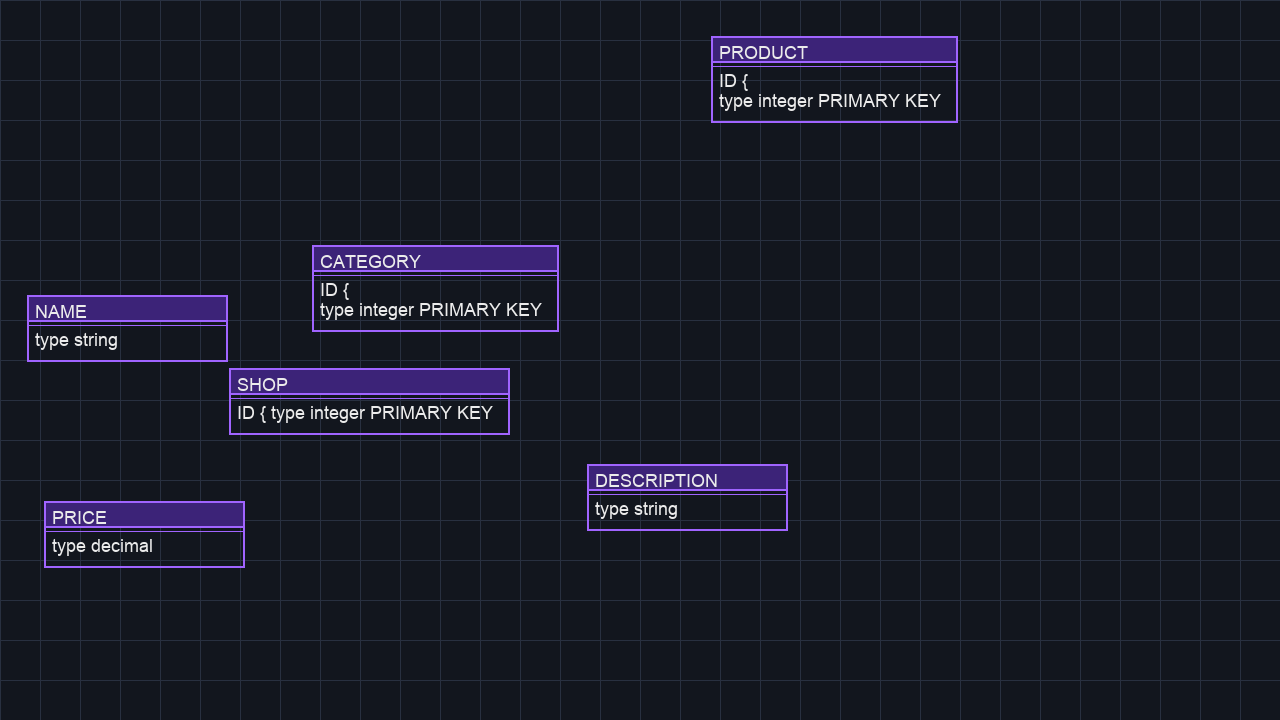 PRODUCT
ID {
type integer PRIMARY KEY
CATEGORY
ID {
type integer PRIMARY KEY
NAME
type string
SHOP
ID { type integer PRIMARY KEY
DESCRIPTION
type string
PRICE
type decimal